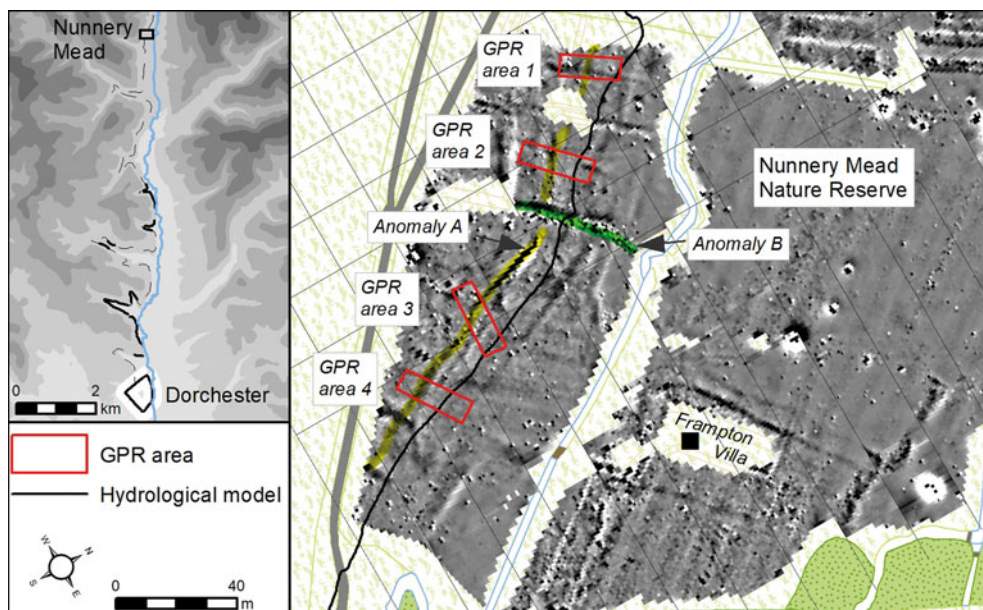 Nunnery
Mead
0
2
km
Dorchester
GPR area
Hydrological model
W
N
S
E
0
40
m
GPR
area 1
GPR
area 2
Anomaly A
Anomaly B
GPR
area 3
GPR
area 4
Nunnery Mead
Nature Reserve
Frampton
Villa